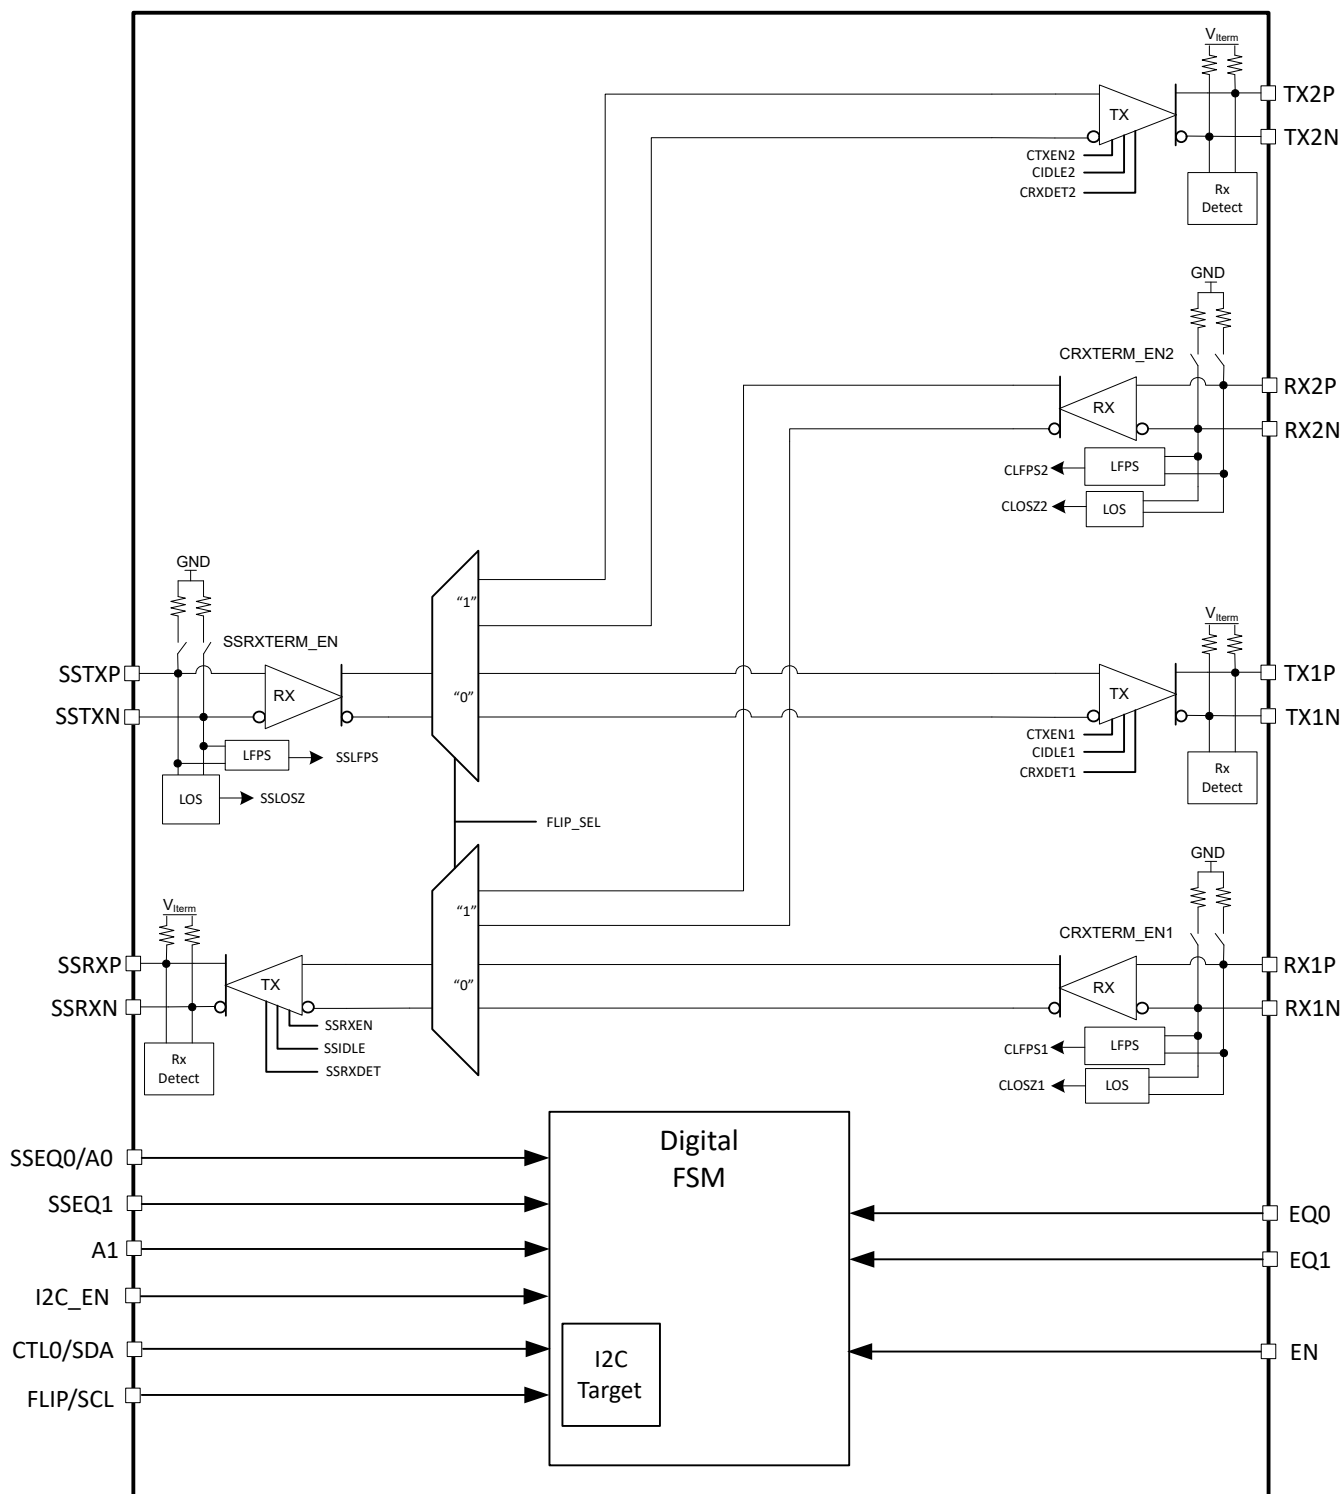 VIterm
TX2P
TX
TX2N
CTXEN2
CIDLE2
CRXDET2
Rx
Detect
GND
CRXTERM_EN2
RX2P
RX
RX2N
CLFPS2
LFPS
CLOSZ2
LOS
GND
"1"
VIterm
SSRXTERM_EN
SSTXP
RX
"0"
TX
TX1P
SSTXN
TX1N
CTXEN1
CIDLE1
CRXDET1
LFPS
SSLFPS
Rx
Detect
LOS
SSLOSZ
FLIP_SEL
GND
VIterm
"1"
CRXTERM_EN1
SSRXP
TX
"0"
RX
RX1P
SSRXN
RX1N
SSRXEN
SSIDLE
SSRXDET
CLFPS1
LFPS
Rx
Detect
CLOSZ1
LOS
Digital
FSM
SSEQ0/A0
SSEQ1
EQ0
A1
EQ1
I2C_EN
CTL0/SDA
I2C
Target
EN
FLIP/SCL